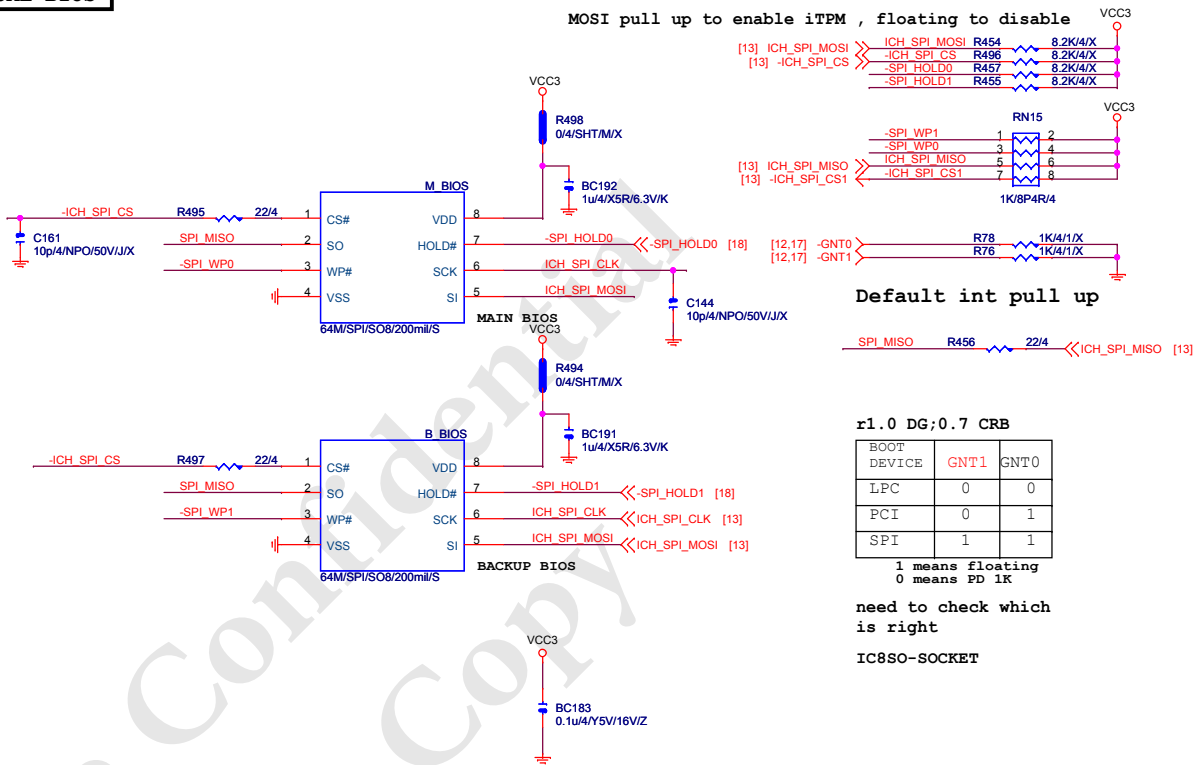 MOSI pull up to enable iTPM , floating to disable
VCC3
[13] ICH_SPI_MOSI ICH_SPI_MOSI R454 8.2K/4/X
[13] -ICH_SPI_CS -ICH_SPI_CS R496 8.2K/4/X
-SPI_HOLD0 R457 8.2K/4/X
-SPI_HOLD1 R455 8.2K/4/X
VCC3
RN15
-SPI_WP1 1 2
-SPI_WP0 3 4
[13] ICH_SPI_MISO ICH_SPI_MISO 5 6
[13] -ICH_SPI_CS1 -ICH_SPI_CS1 7 8
1K/8P4R/4
[12,17] -GNT0 R78 1K/4/1/X
[12,17] -GNT1 R76 1K/4/1/X
Default int pull up
SPI_MISO R456 22/4 ICH_SPI_MISO [13]
VCC3
R498
0/4/SHT/M/X
BC192
1u/4/X5R/6.3V/K
M_BIOS
-ICH_SPI_CS R495 22/4 1 CS# VDD 8
C161
10p/4/NPO/50V/J/X
SPI_MISO 2 SO HOLD# 7 -SPI_HOLD0 -SPI_HOLD0 [18]
-SPI_WP0 3 WP# SCK 6 ICH_SPI_CLK
4 VSS SI 5 ICH_SPI_MOSI
C144
10p/4/NPO/50V/J/X
64M/SPI/SO8/200mil/S
MAIN BIOS
VCC3
R494
0/4/SHT/M/X
BC191
1u/4/X5R/6.3V/K
B_BIOS
-ICH_SPI_CS R497 22/4 1 CS# VDD 8
SPI_MISO 2 SO HOLD# 7 -SPI_HOLD1 -SPI_HOLD1 [18]
-SPI_WP1 3 WP# SCK 6 ICH_SPI_CLK ICH_SPI_CLK [13]
4 VSS SI 5 ICH_SPI_MOSI ICH_SPI_MOSI [13]
64M/SPI/SO8/200mil/S
BACKUP BIOS
VCC3
BC183
0.1u/4/Y5V/16V/Z
r1.0 DG;0.7 CRB
BOOT DEVICE GNT1 GNT0
LPC 0 0
PCI 0 1
SPI 1 1
1 means floating
0 means PD 1K
need to check which
is right
IC8SO-SOCKET
Confidential
Copy